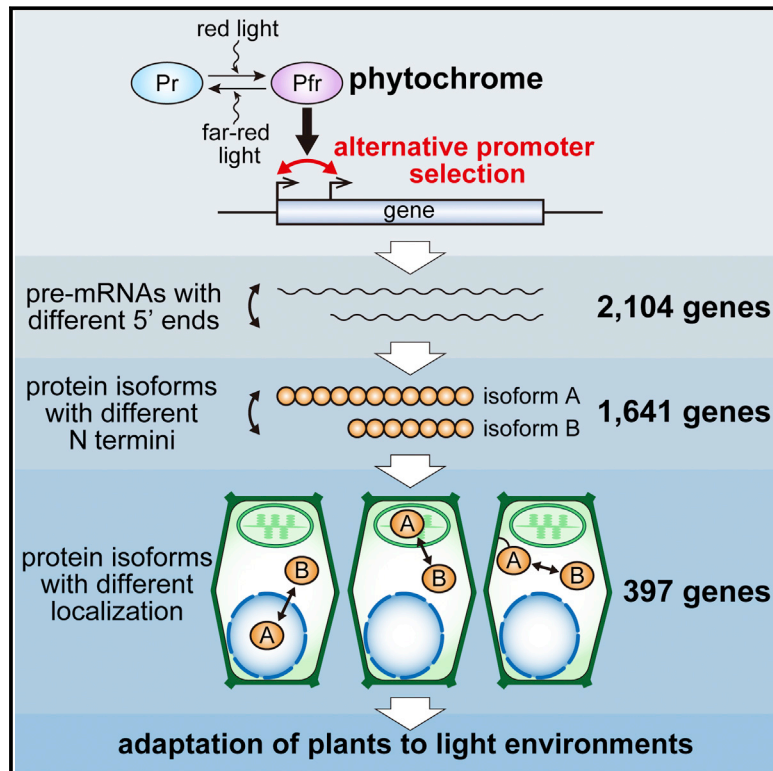 red light
Pr
Pfr
phytochrome
far-red
light
alternative promoter
selection
gene
pre-mRNAs with
different 5' ends
2,104 genes
protein isoforms
with different
N termini
isoform A
isoform B
1,641 genes
protein isoforms
with different
localization
B
A
A
B
A
B
397 genes
adaptation of plants to light environments